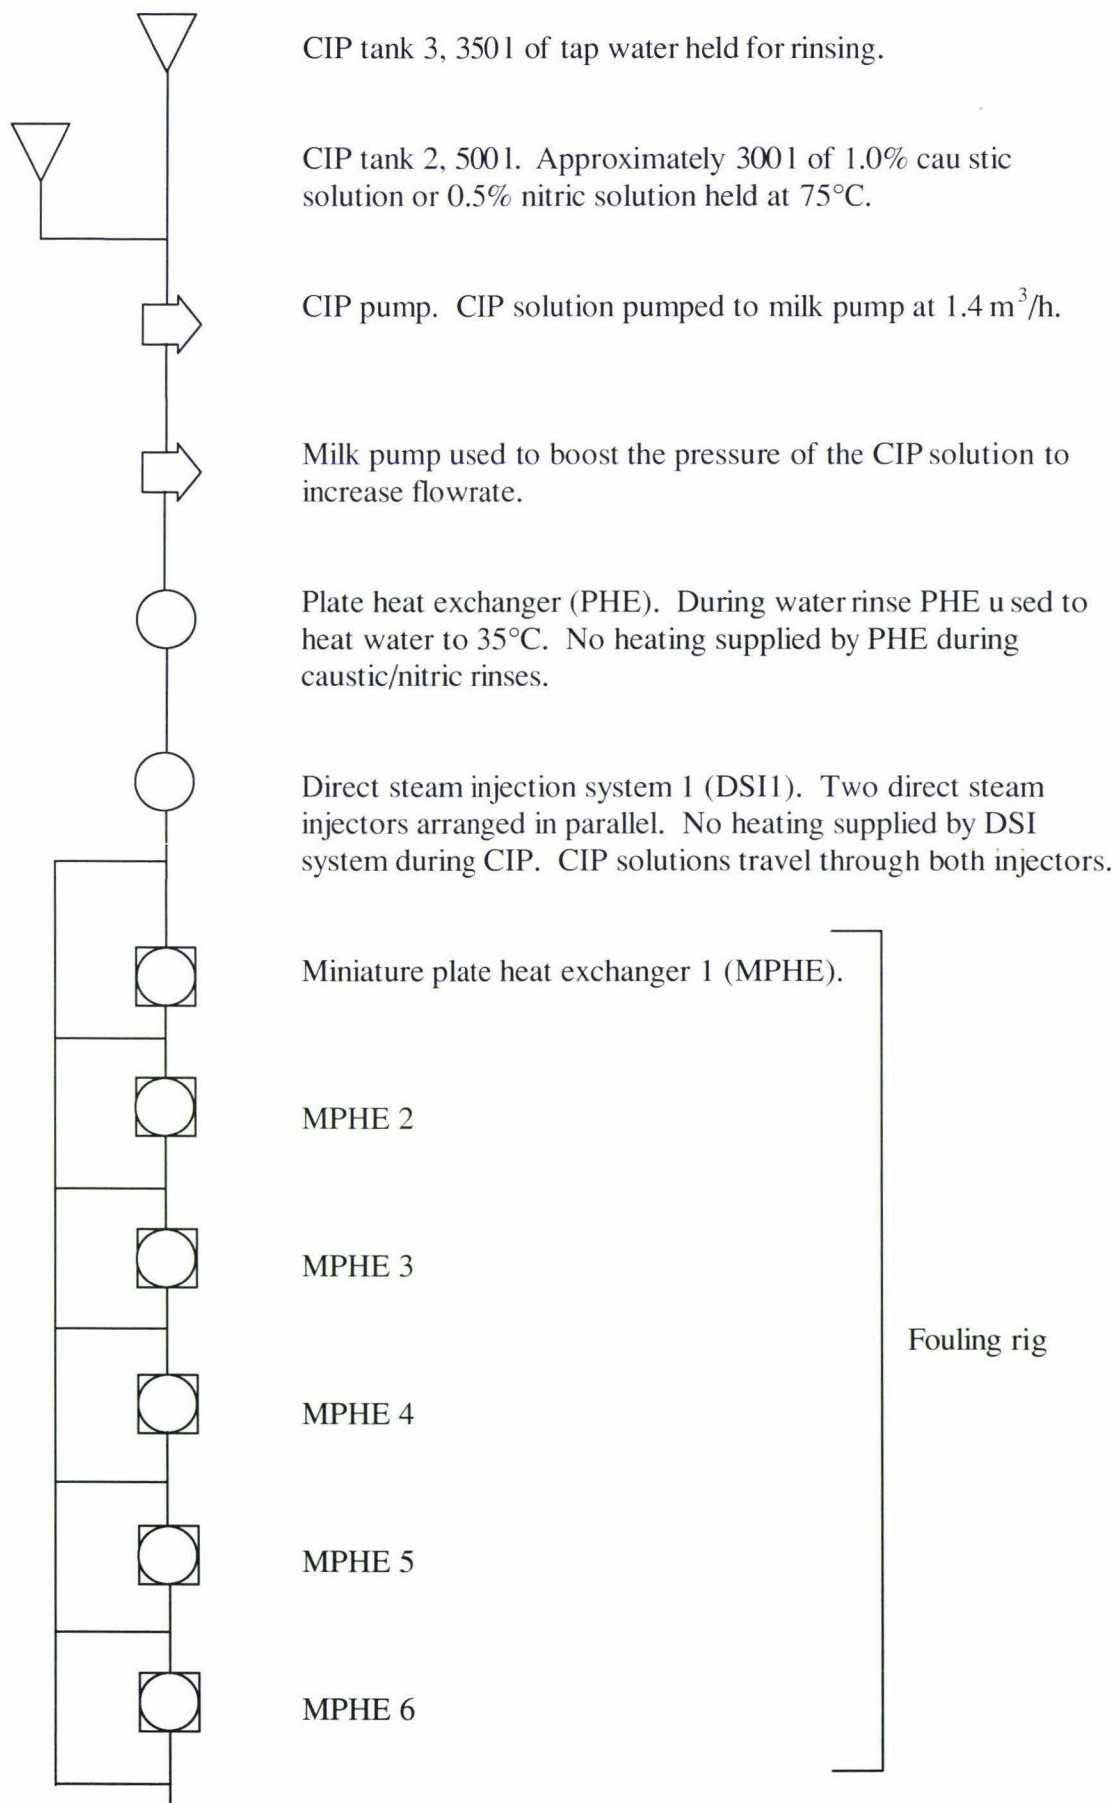 CIP tank 3, 350 l of tap water held for rinsing.
CIP tank 2, 500 l. Approximately 300 l of 1.0% cau stic
solution or 0.5% nitric solution held at 75°C.
CIP pump. CIP solution pumped to milk pump at 1.4 m³/h.
Milk pump used to boost the pressure of the CIP solution to
increase flowrate.
Plate heat exchanger (PHE). During water rinse PHE u sed to
heat water to 35°C. No heating supplied by PHE during
caustic/nitric rinses.
Direct steam injection system 1 (DSI1). Two direct steam
injectors arranged in parallel. No heating supplied by DSI
system during CIP. CIP solutions travel through both injectors.
Miniature plate heat exchanger 1 (MPHE).
MPHE 2
MPHE 3
Fouling rig
MPHE 4
MPHE 5
MPHE 6